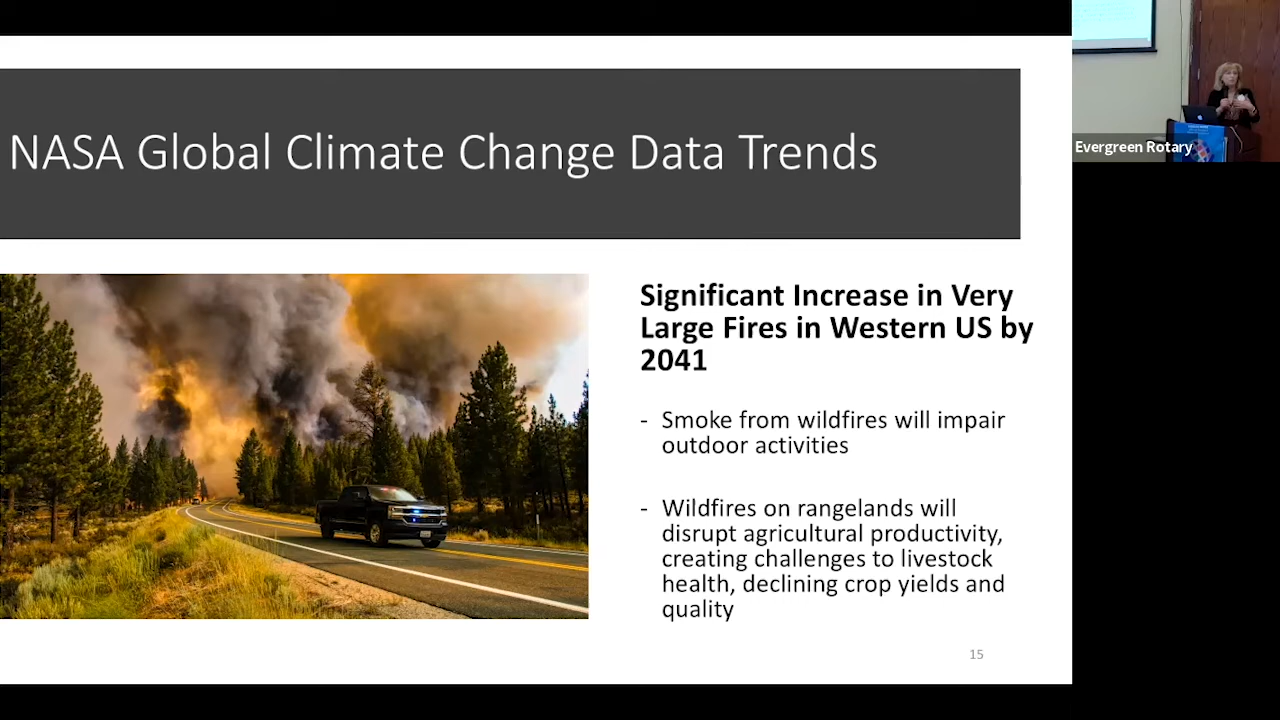 NASA Global Climate Change Data Trends
Evergreen Rotary
Significant Increase in Very
Large Fires in Western US by
2041
- Smoke from wildfires will impair
outdoor activities
- Wildfires on rangelands will
disrupt agricultural productivity,
creating challenges to livestock
health, declining crop yields and
quality
15